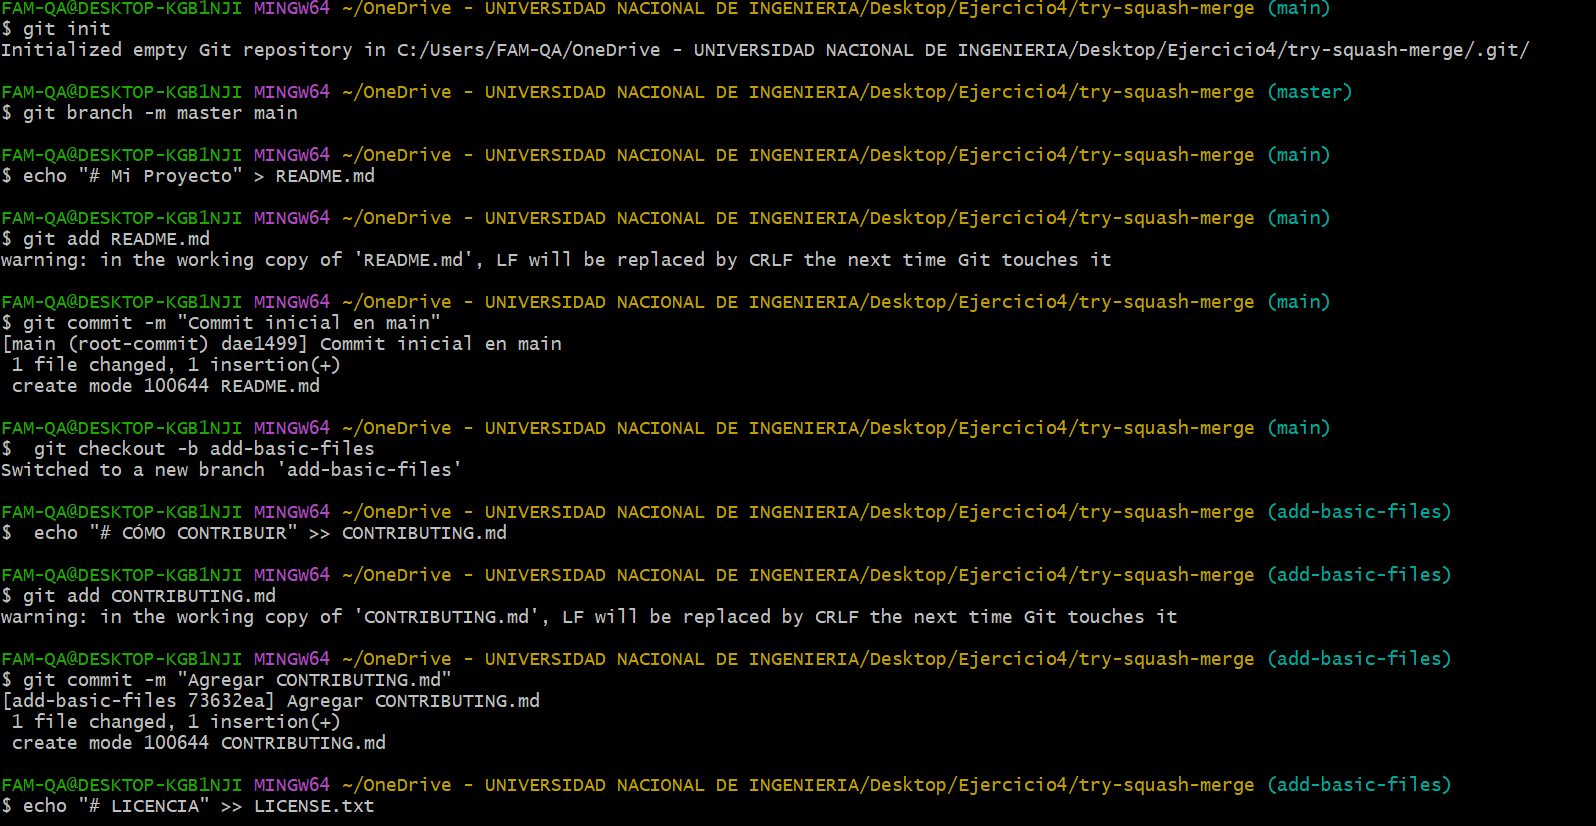 FAM-QA@DESKTOP-KGB1NJI MINGW64 ~/OneDrive - UNIVERSIDAD NACIONAL DE INGENIERIA/Desktop/Ejercicio4/try-squash-merge (main)
$ git init
Initialized empty Git repository in C:/Users/FAM-QA/OneDrive - UNIVERSIDAD NACIONAL DE INGENIERIA/Desktop/Ejercicio4/try-squash-merge/.git/
FAM-QA@DESKTOP-KGB1NJI MINGW64 ~/OneDrive - UNIVERSIDAD NACIONAL DE INGENIERIA/Desktop/Ejercicio4/try-squash-merge (master)
$ git branch -m master main
FAM-QA@DESKTOP-KGB1NJI MINGW64 ~/OneDrive - UNIVERSIDAD NACIONAL DE INGENIERIA/Desktop/Ejercicio4/try-squash-merge (main)
$ echo "# Mi Proyecto" > README.md
FAM-QA@DESKTOP-KGB1NJI MINGW64 ~/OneDrive - UNIVERSIDAD NACIONAL DE INGENIERIA/Desktop/Ejercicio4/try-squash-merge (main)
$ git add README.md
warning: in the working copy of 'README.md', LF will be replaced by CRLF the next time Git touches it
FAM-QA@DESKTOP-KGB1NJI MINGW64 ~/OneDrive - UNIVERSIDAD NACIONAL DE INGENIERIA/Desktop/Ejercicio4/try-squash-merge (main)
$ git commit -m "Commit inicial en main"
[main (root-commit) dae1499] Commit inicial en main
 1 file changed, 1 insertion(+)
 create mode 100644 README.md
FAM-QA@DESKTOP-KGB1NJI MINGW64 ~/OneDrive - UNIVERSIDAD NACIONAL DE INGENIERIA/Desktop/Ejercicio4/try-squash-merge (main)
$  git checkout -b add-basic-files
Switched to a new branch 'add-basic-files'
FAM-QA@DESKTOP-KGB1NJI MINGW64 ~/OneDrive - UNIVERSIDAD NACIONAL DE INGENIERIA/Desktop/Ejercicio4/try-squash-merge (add-basic-files)
$  echo "# CÓMO CONTRIBUIR" >> CONTRIBUTING.md
FAM-QA@DESKTOP-KGB1NJI MINGW64 ~/OneDrive - UNIVERSIDAD NACIONAL DE INGENIERIA/Desktop/Ejercicio4/try-squash-merge (add-basic-files)
$ git add CONTRIBUTING.md
warning: in the working copy of 'CONTRIBUTING.md', LF will be replaced by CRLF the next time Git touches it
FAM-QA@DESKTOP-KGB1NJI MINGW64 ~/OneDrive - UNIVERSIDAD NACIONAL DE INGENIERIA/Desktop/Ejercicio4/try-squash-merge (add-basic-files)
$ git commit -m "Agregar CONTRIBUTING.md"
[add-basic-files 73632ea] Agregar CONTRIBUTING.md
 1 file changed, 1 insertion(+)
 create mode 100644 CONTRIBUTING.md
FAM-QA@DESKTOP-KGB1NJI MINGW64 ~/OneDrive - UNIVERSIDAD NACIONAL DE INGENIERIA/Desktop/Ejercicio4/try-squash-merge (add-basic-files)
$ echo "# LICENCIA" >> LICENSE.txt